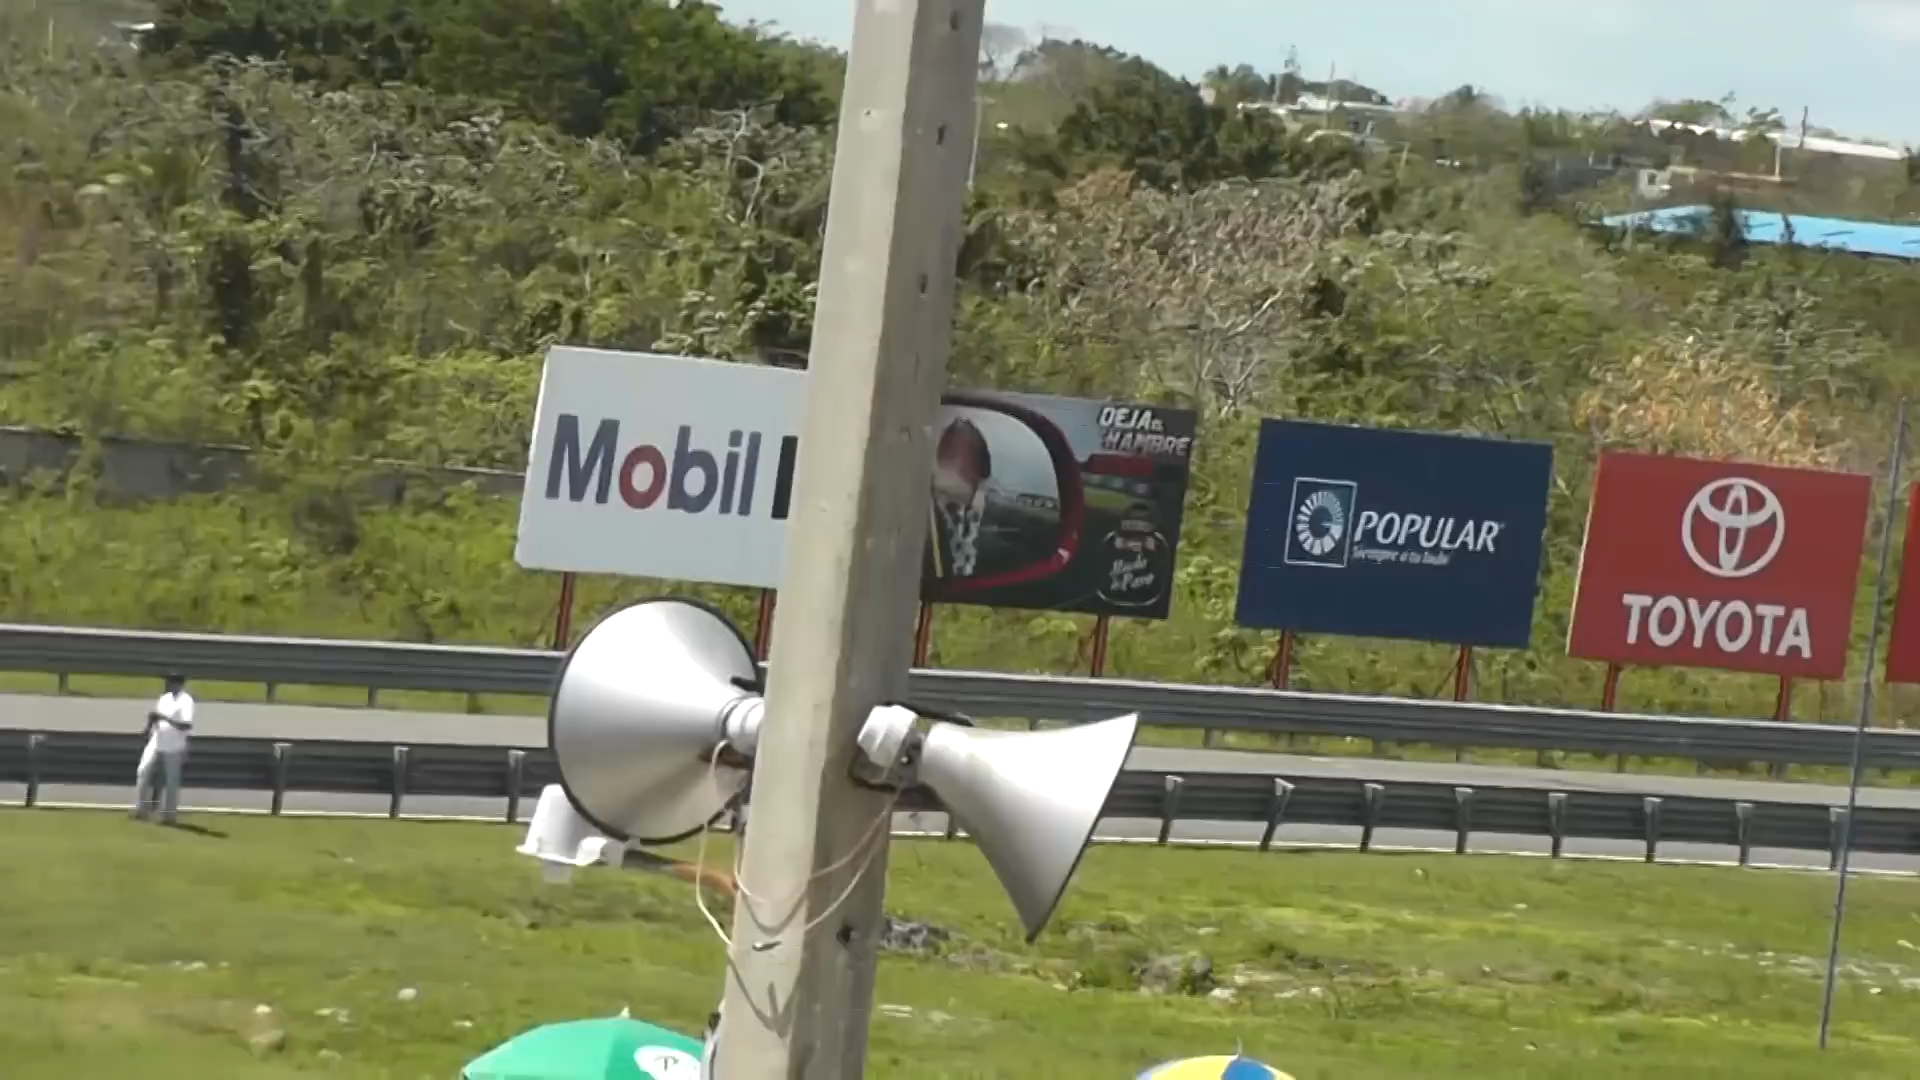 Mobil
DEJA EL
HAMBRE
POPULAR
Siempre a tu lado
TOYOTA